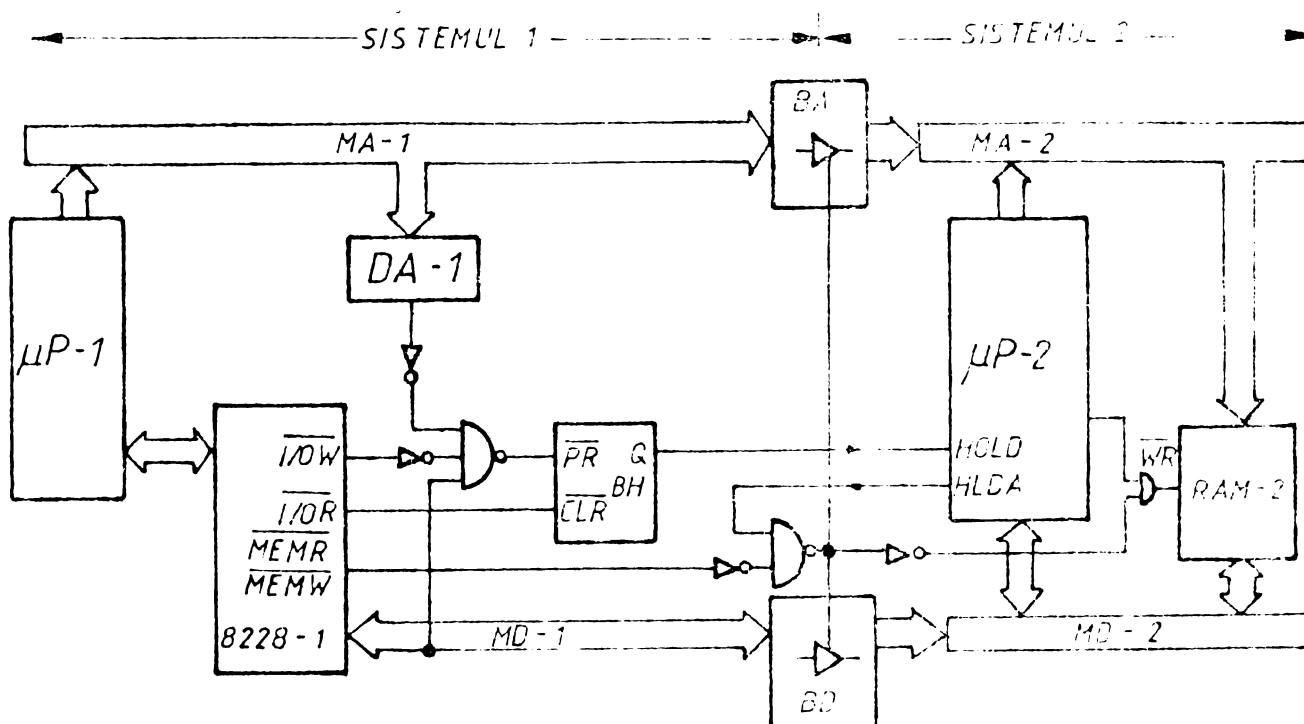 SISTEMUL 1
SISTEMUL 2
BA
MA-1
MA-2
DA-1
µP-1
µP-2
I/OW
PR
Q
HOLD
WR
BH
HLDA
RAM-2
I/OR
CLR
MEMR
MEMW
8228-1
MD-1
MD-2
BD